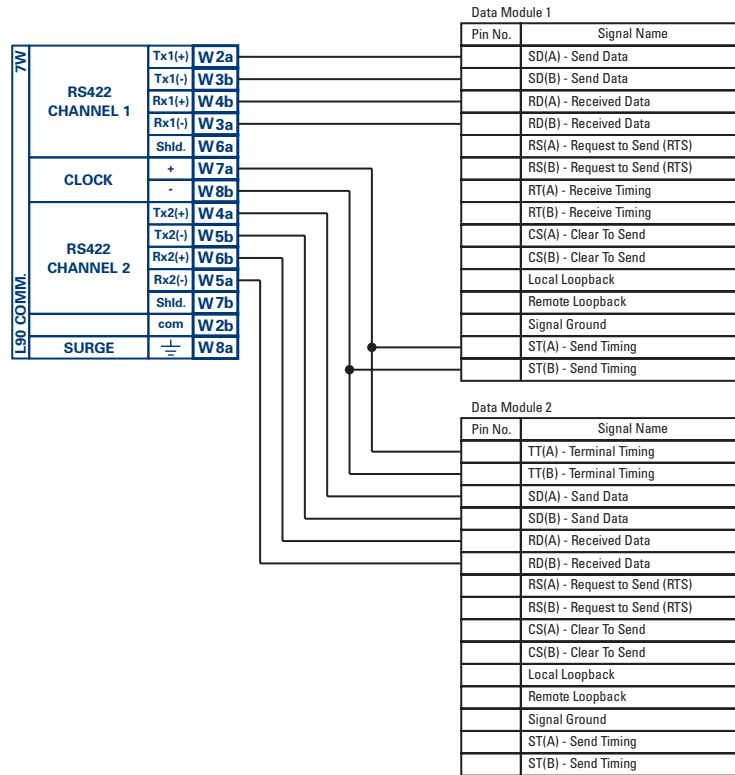 Data Module 1
Pin No. Signal Name
SD(A) - Send Data
SD(B) - Send Data
RD(A) - Received Data
RD(B) - Received Data
RS(A) - Request to Send (RTS)
RS(B) - Request to Send (RTS)
RT(A) - Receive Timing
RT(B) - Receive Timing
CS(A) - Clear To Send
CS(B) - Clear To Send
Local Loopback
Remote Loopback
Signal Ground
ST(A) - Send Timing
ST(B) - Send Timing
7W
L90 COMM.
RS422
CHANNEL 1
Tx1(+) W2a
Tx1(-) W3b
Rx1(+) W4b
Rx1(-) W3a
Shld. W6a
CLOCK
+ W7a
- W8b
RS422
CHANNEL 2
Tx2(+) W4a
Tx2(-) W5b
Rx2(+) W6b
Rx2(-) W5a
Shld. W7b
com W2b
SURGE W8a
Data Module 2
Pin No. Signal Name
TT(A) - Terminal Timing
TT(B) - Terminal Timing
SD(A) - Sand Data
SD(B) - Sand Data
RD(A) - Received Data
RD(B) - Received Data
RS(A) - Request to Send (RTS)
RS(B) - Request to Send (RTS)
CS(A) - Clear To Send
CS(B) - Clear To Send
Local Loopback
Remote Loopback
Signal Ground
ST(A) - Send Timing
ST(B) - Send Timing